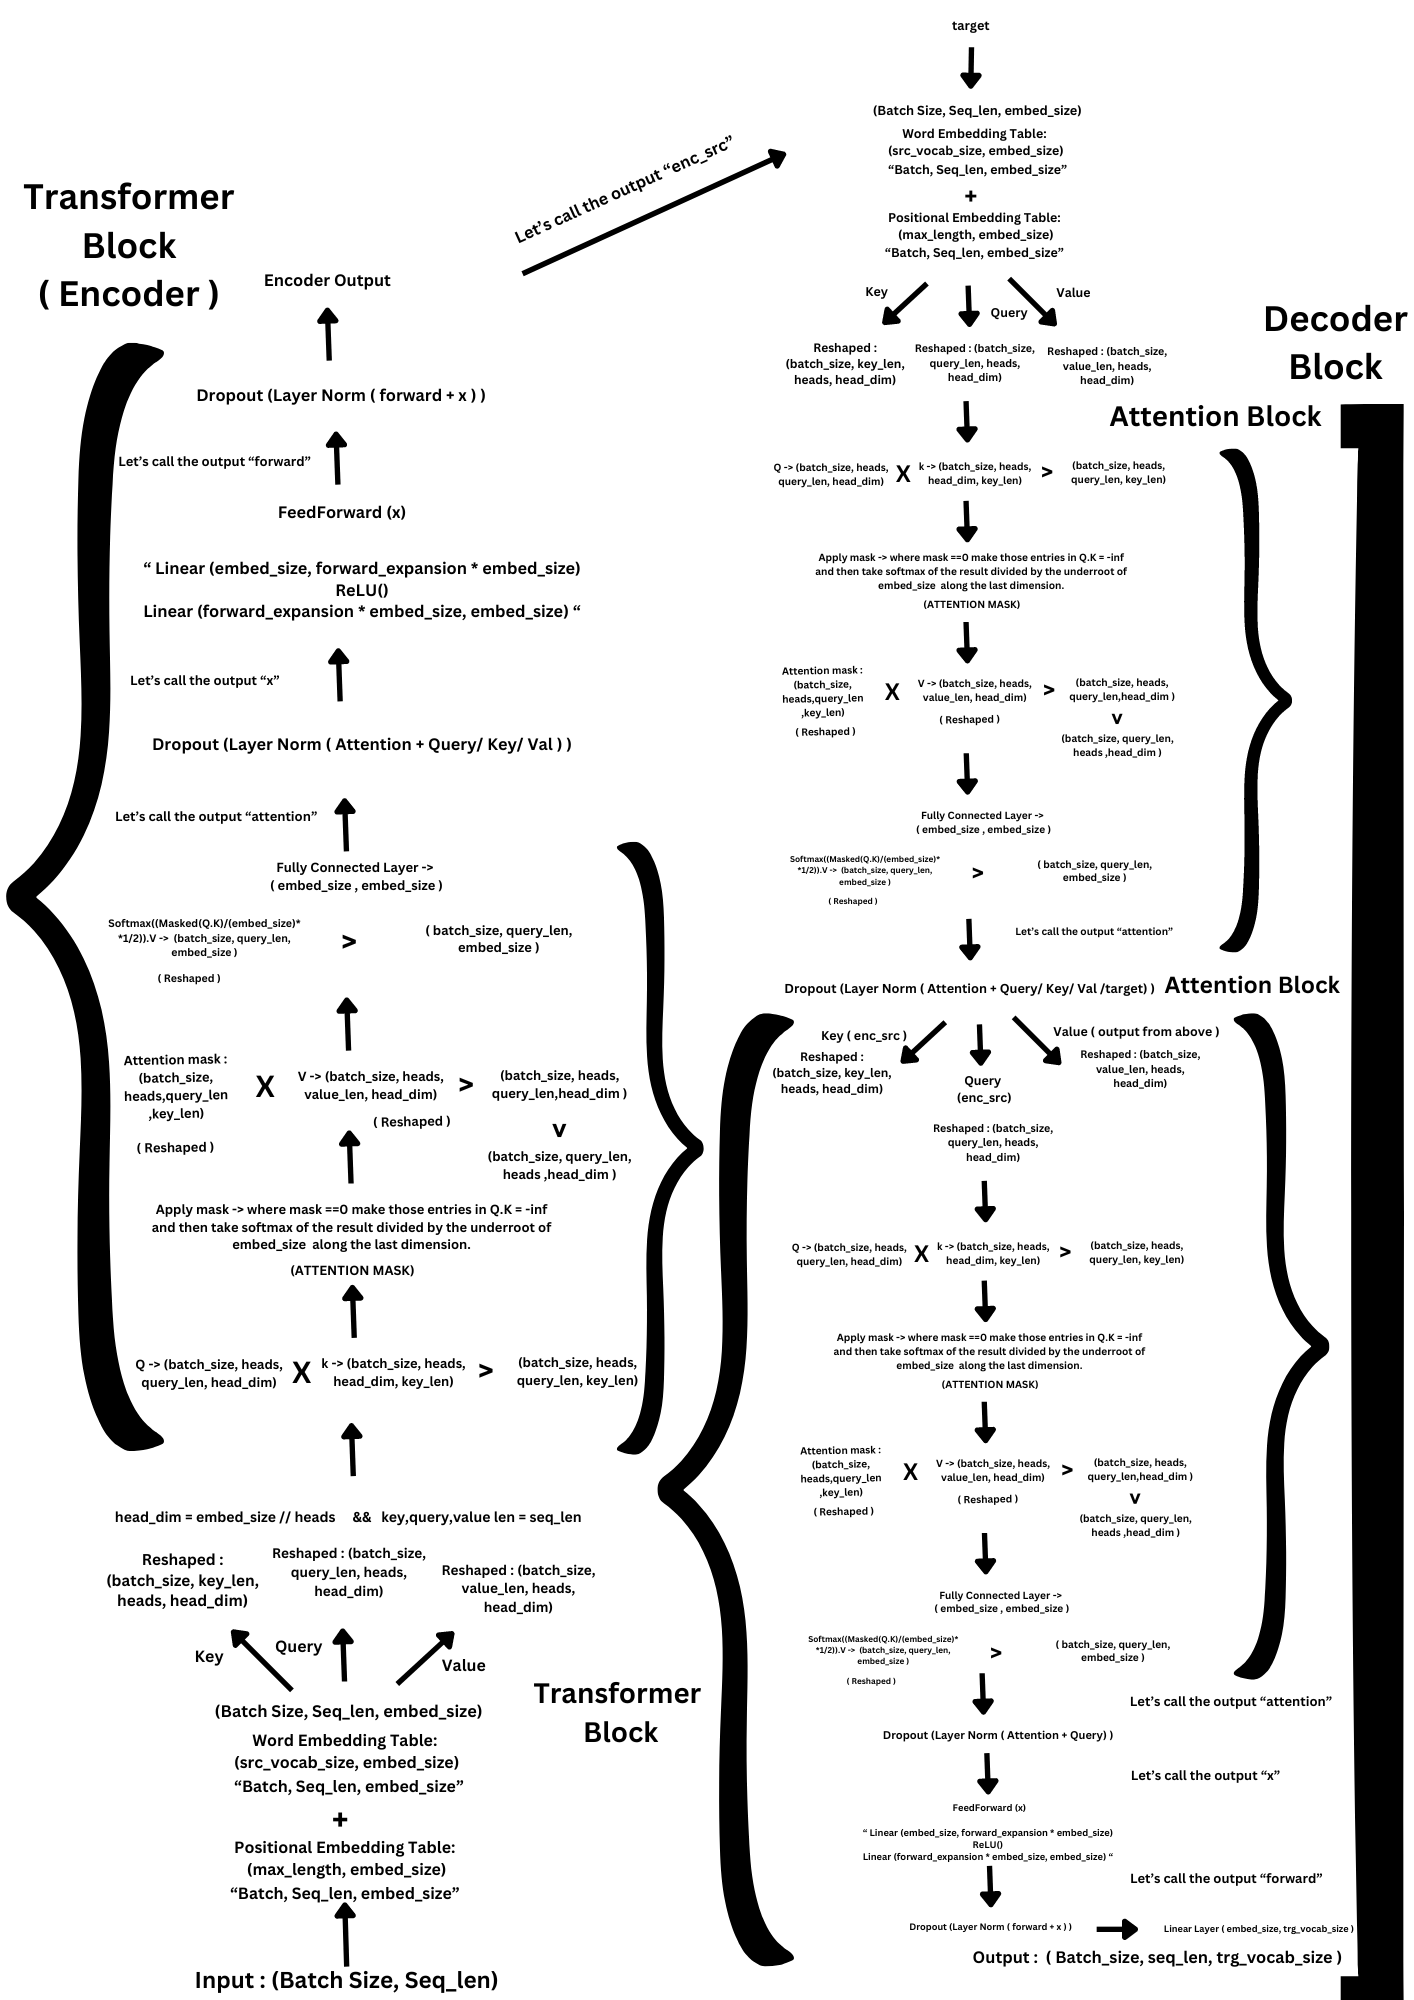 Transformer
Block
( Encoder )
Encoder Output
Dropout (Layer Norm ( forward + x ) )
Let's call the output “forward”
FeedForward (x)
“ Linear (embed_size, forward_expansion * embed_size)
ReLU()
Linear (forward_expansion * embed_size, embed_size) “
Let's call the output “x”
Dropout (Layer Norm ( Attention + Query/ Key/ Val ) )
Let's call the output “attention”
Fully Connected Layer ->
( embed_size , embed_size )
Softmax((Masked(Q.K)/(embed_size)*
*1/2)).V -> (batch_size, query_len,
embed_size )
( Reshaped )
>
( batch_size, query_len,
embed_size )
Attention mask :
(batch_size,
heads,query_len
,key_len)
( Reshaped )
X
V -> (batch_size, heads,
value_len, head_dim)
( Reshaped )
>
(batch_size, heads,
query_len,head_dim )
v
(batch_size, query_len,
heads ,head_dim )
Apply mask -> where mask ==0 make those entries in Q.K = -inf
and then take softmax of the result divided by the underroot of
embed_size along the last dimension.
(ATTENTION MASK)
Q -> (batch_size, heads,
query_len, head_dim)
X
k -> (batch_size, heads,
head_dim, key_len)
>
(batch_size, heads,
query_len, key_len)
head_dim = embed_size // heads && key,query,value len = seq_len
Reshaped :
(batch_size, key_len,
heads, head_dim)
Reshaped : (batch_size,
query_len, heads,
head_dim)
Reshaped : (batch_size,
value_len, heads,
head_dim)
Key
Query
Value
(Batch Size, Seq_len, embed_size)
Word Embedding Table:
(src_vocab_size, embed_size)
“Batch, Seq_len, embed_size”
+
Positional Embedding Table:
(max_length, embed_size)
“Batch, Seq_len, embed_size”
Input : (Batch Size, Seq_len)
Let's call the output “enc_src”
target
(Batch Size, Seq_len, embed_size)
Word Embedding Table:
(src_vocab_size, embed_size)
“Batch, Seq_len, embed_size”
+
Positional Embedding Table:
(max_length, embed_size)
“Batch, Seq_len, embed_size”
Key
Query
Value
Decoder
Block
Reshaped :
(batch_size, key_len,
heads, head_dim)
Reshaped : (batch_size,
query_len, heads,
head_dim)
Reshaped : (batch_size,
value_len, heads,
head_dim)
Attention Block
Q -> (batch_size, heads,
query_len, head_dim)
X
k -> (batch_size, heads,
head_dim, key_len)
>
(batch_size, heads,
query_len, key_len)
Apply mask -> where mask ==0 make those entries in Q.K = -inf
and then take softmax of the result divided by the underroot of
embed_size along the last dimension.
(ATTENTION MASK)
Attention mask :
(batch_size,
heads,query_len
,key_len)
( Reshaped )
X
V -> (batch_size, heads,
value_len, head_dim)
( Reshaped )
>
(batch_size, heads,
query_len,head_dim )
v
(batch_size, query_len,
heads ,head_dim )
Fully Connected Layer ->
( embed_size , embed_size )
Softmax((Masked(Q.K)/(embed_size)*
*1/2)).V -> (batch_size, query_len,
embed_size )
( Reshaped )
>
( batch_size, query_len,
embed_size )
Let's call the output “attention”
Dropout (Layer Norm ( Attention + Query/ Key/ Val /target) )
Attention Block
Key ( enc_src )
Reshaped :
(batch_size, key_len,
heads, head_dim)
Query
(enc_src)
Reshaped : (batch_size,
query_len, heads,
head_dim)
Value ( output from above )
Reshaped : (batch_size,
value_len, heads,
head_dim)
Q -> (batch_size, heads,
query_len, head_dim)
X
k -> (batch_size, heads,
head_dim, key_len)
>
(batch_size, heads,
query_len, key_len)
Apply mask -> where mask ==0 make those entries in Q.K = -inf
and then take softmax of the result divided by the underroot of
embed_size along the last dimension.
(ATTENTION MASK)
Attention mask :
(batch_size,
heads,query_len
,key_len)
( Reshaped )
X
V -> (batch_size, heads,
value_len, head_dim)
( Reshaped )
>
(batch_size, heads,
query_len,head_dim )
v
(batch_size, query_len,
heads ,head_dim )
Fully Connected Layer ->
( embed_size , embed_size )
Softmax((Masked(Q.K)/(embed_size)*
*1/2)).V -> (batch_size, query_len,
embed_size )
( Reshaped )
>
( batch_size, query_len,
embed_size )
Transformer
Block
Let's call the output “attention”
Dropout (Layer Norm ( Attention + Query) )
Let's call the output “x”
FeedForward (x)
“ Linear (embed_size, forward_expansion * embed_size)
ReLU()
Linear (forward_expansion * embed_size, embed_size) “
Let's call the output “forward”
Dropout (Layer Norm ( forward + x ) )
Linear Layer ( embed_size, trg_vocab_size )
Output : ( Batch_size, seq_len, trg_vocab_size )